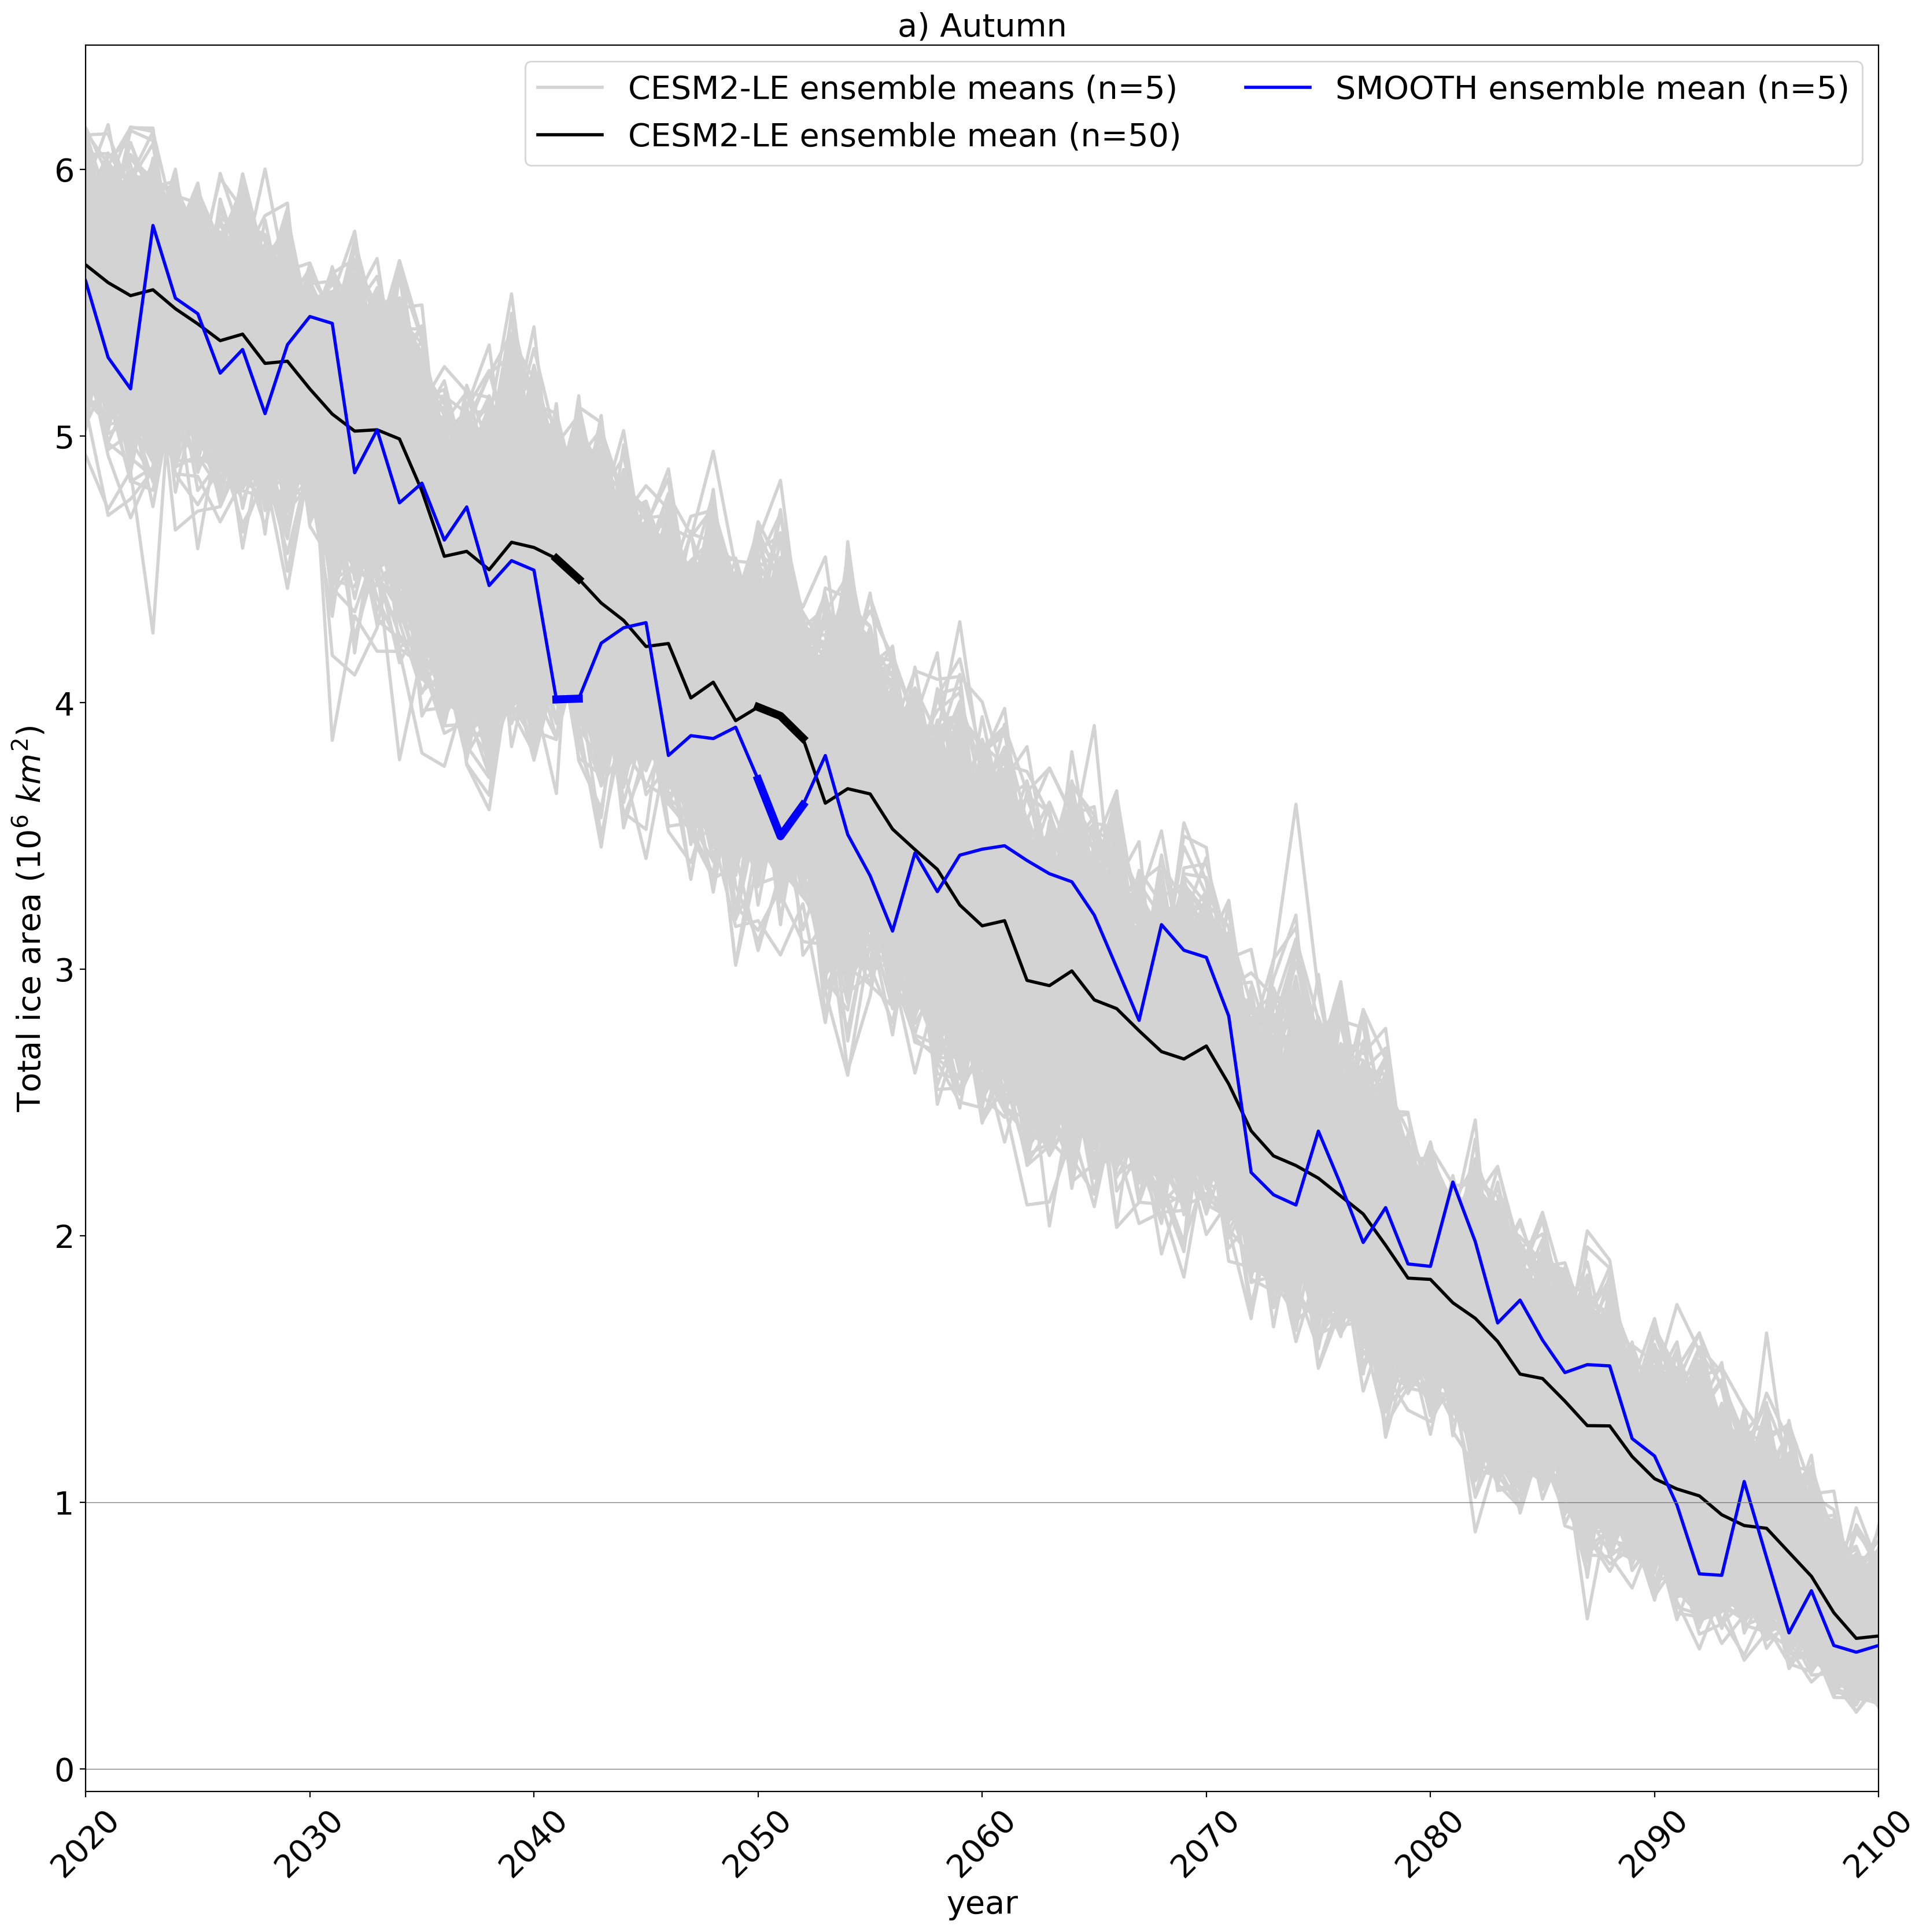 a) Autumn
CESM2-LE ensemble means (n=5)
CESM2-LE ensemble mean (n=50)
SMOOTH ensemble mean (n=5)
Total ice area (10⁶ km²)
6
5
4
3
2
1
0
2020
2030
2040
2050
2060
2070
2080
2090
2100
year